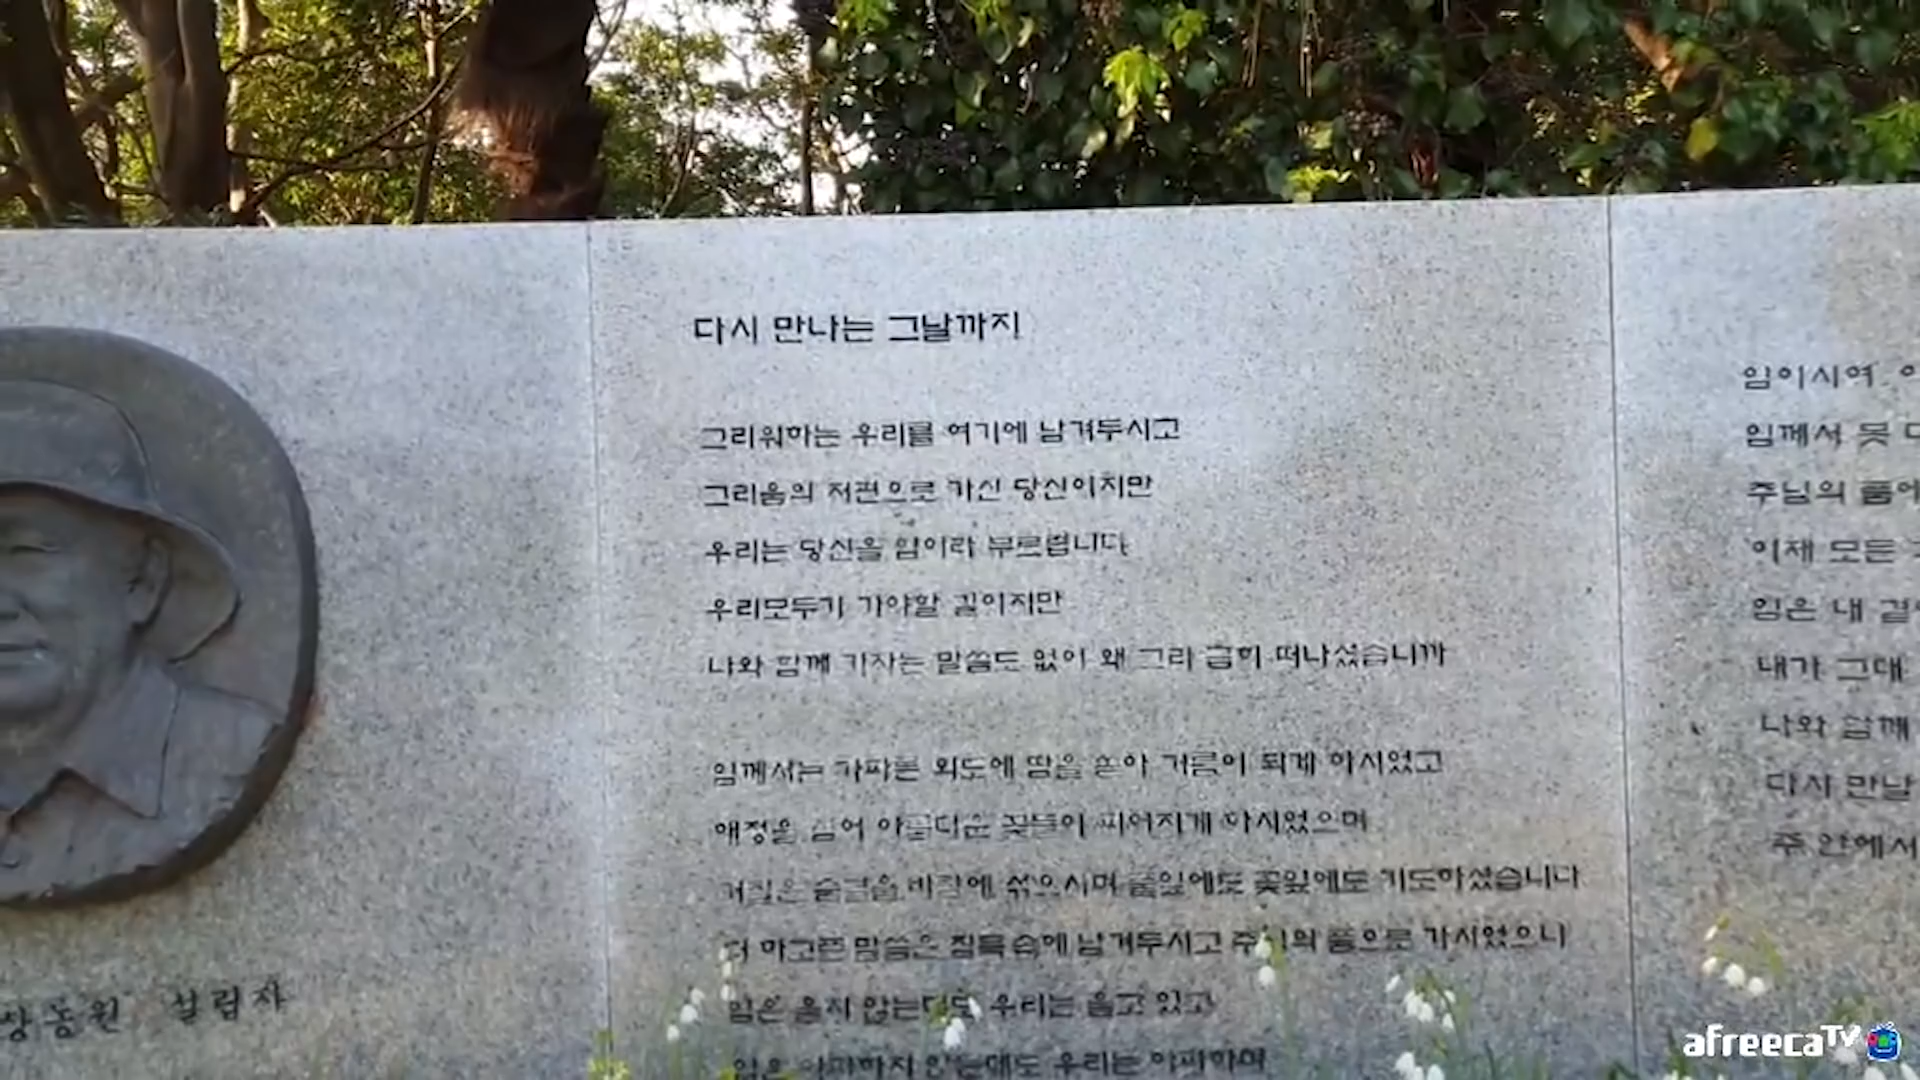 다시 만나는 그날까지
그리워하는 우리를 여기에 남겨두시고
그리움의 저편으로 가신 당신이지만
우리는 당신을 임이라 부르렵니다
우리모두가 가야할 길이지만
나와 함께 가자는 말씀도 없이 왜 그리 급히 떠나셨습니까
임께서는 가파른 외도에 땀을 쏟아 거름이 되게 하시었고
애정을 심어 아름다운 꽃들이 피어지게 하시었으며
거칠은 숨결을 바람에 섞으시며 풀잎에도 꽃잎에도 기도하셨습니다
더 하고픈 말씀은 침묵속에 남겨두시고 주님의 품으로 가시었으니
임은 울지 않는데도 우리는 울고 있고
임은 아파하지 않는데도 우리는 아파하며
임이시여
임께서 못
주님의 품에
이제 모든
임은 내 곁
내가 그대
나와 함께
다시 만날
주 안에서
설립자
afreecaTV